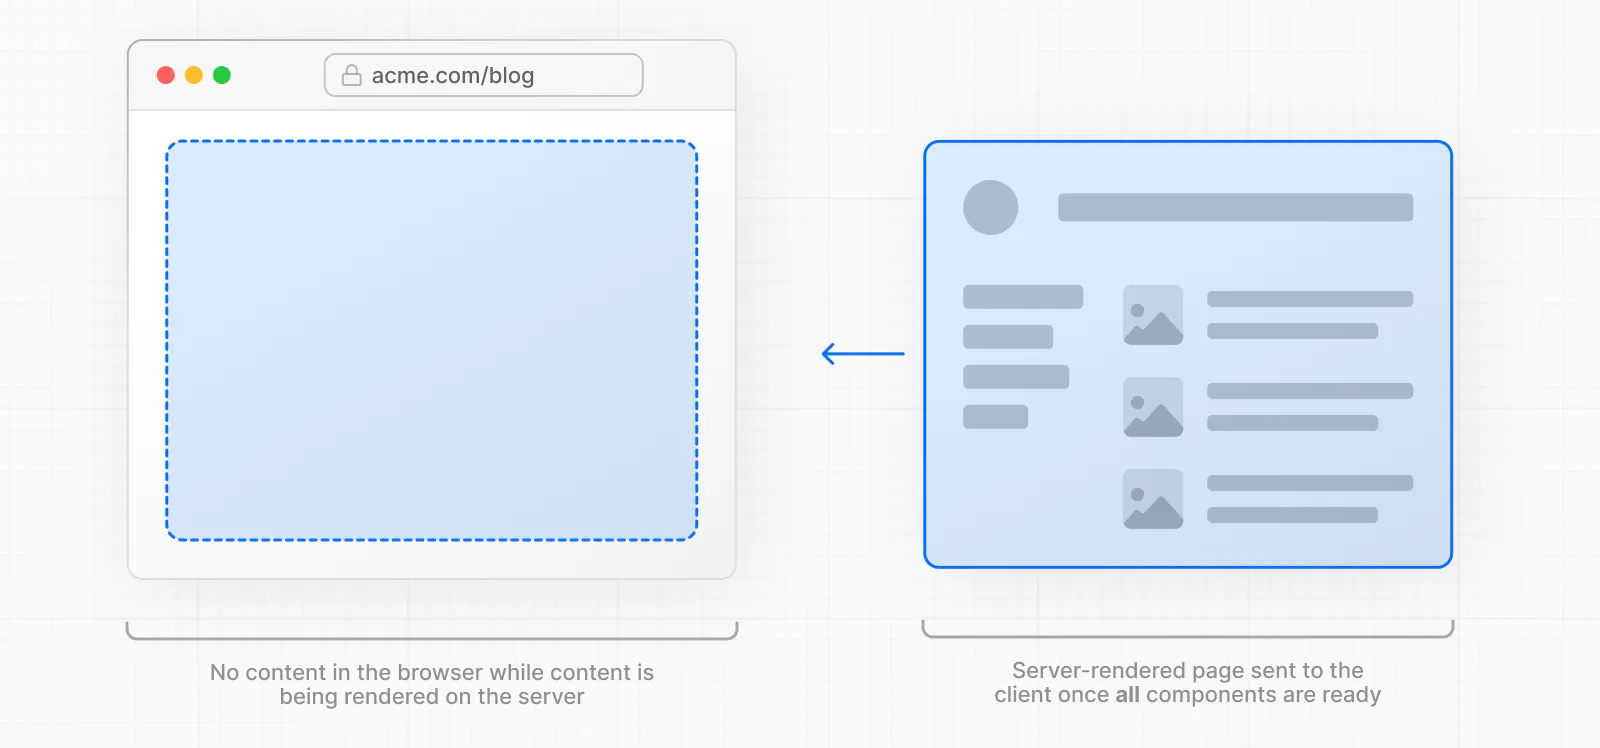 acme.com/blog
No content in the browser while content is
being rendered on the server
Server-rendered page sent to the
client once all components are ready